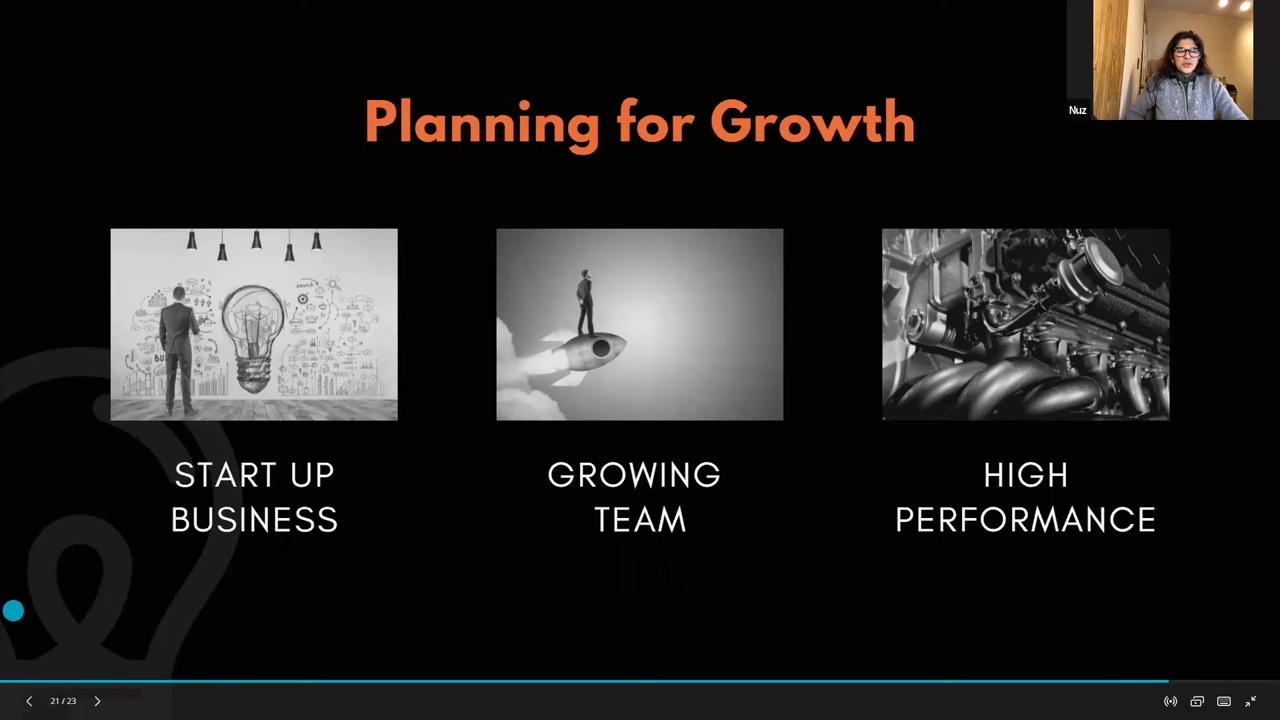 Nuz
Planning for Growth
START UP
BUSINESS
GROWING
TEAM
HIGH
PERFORMANCE
21 / 23